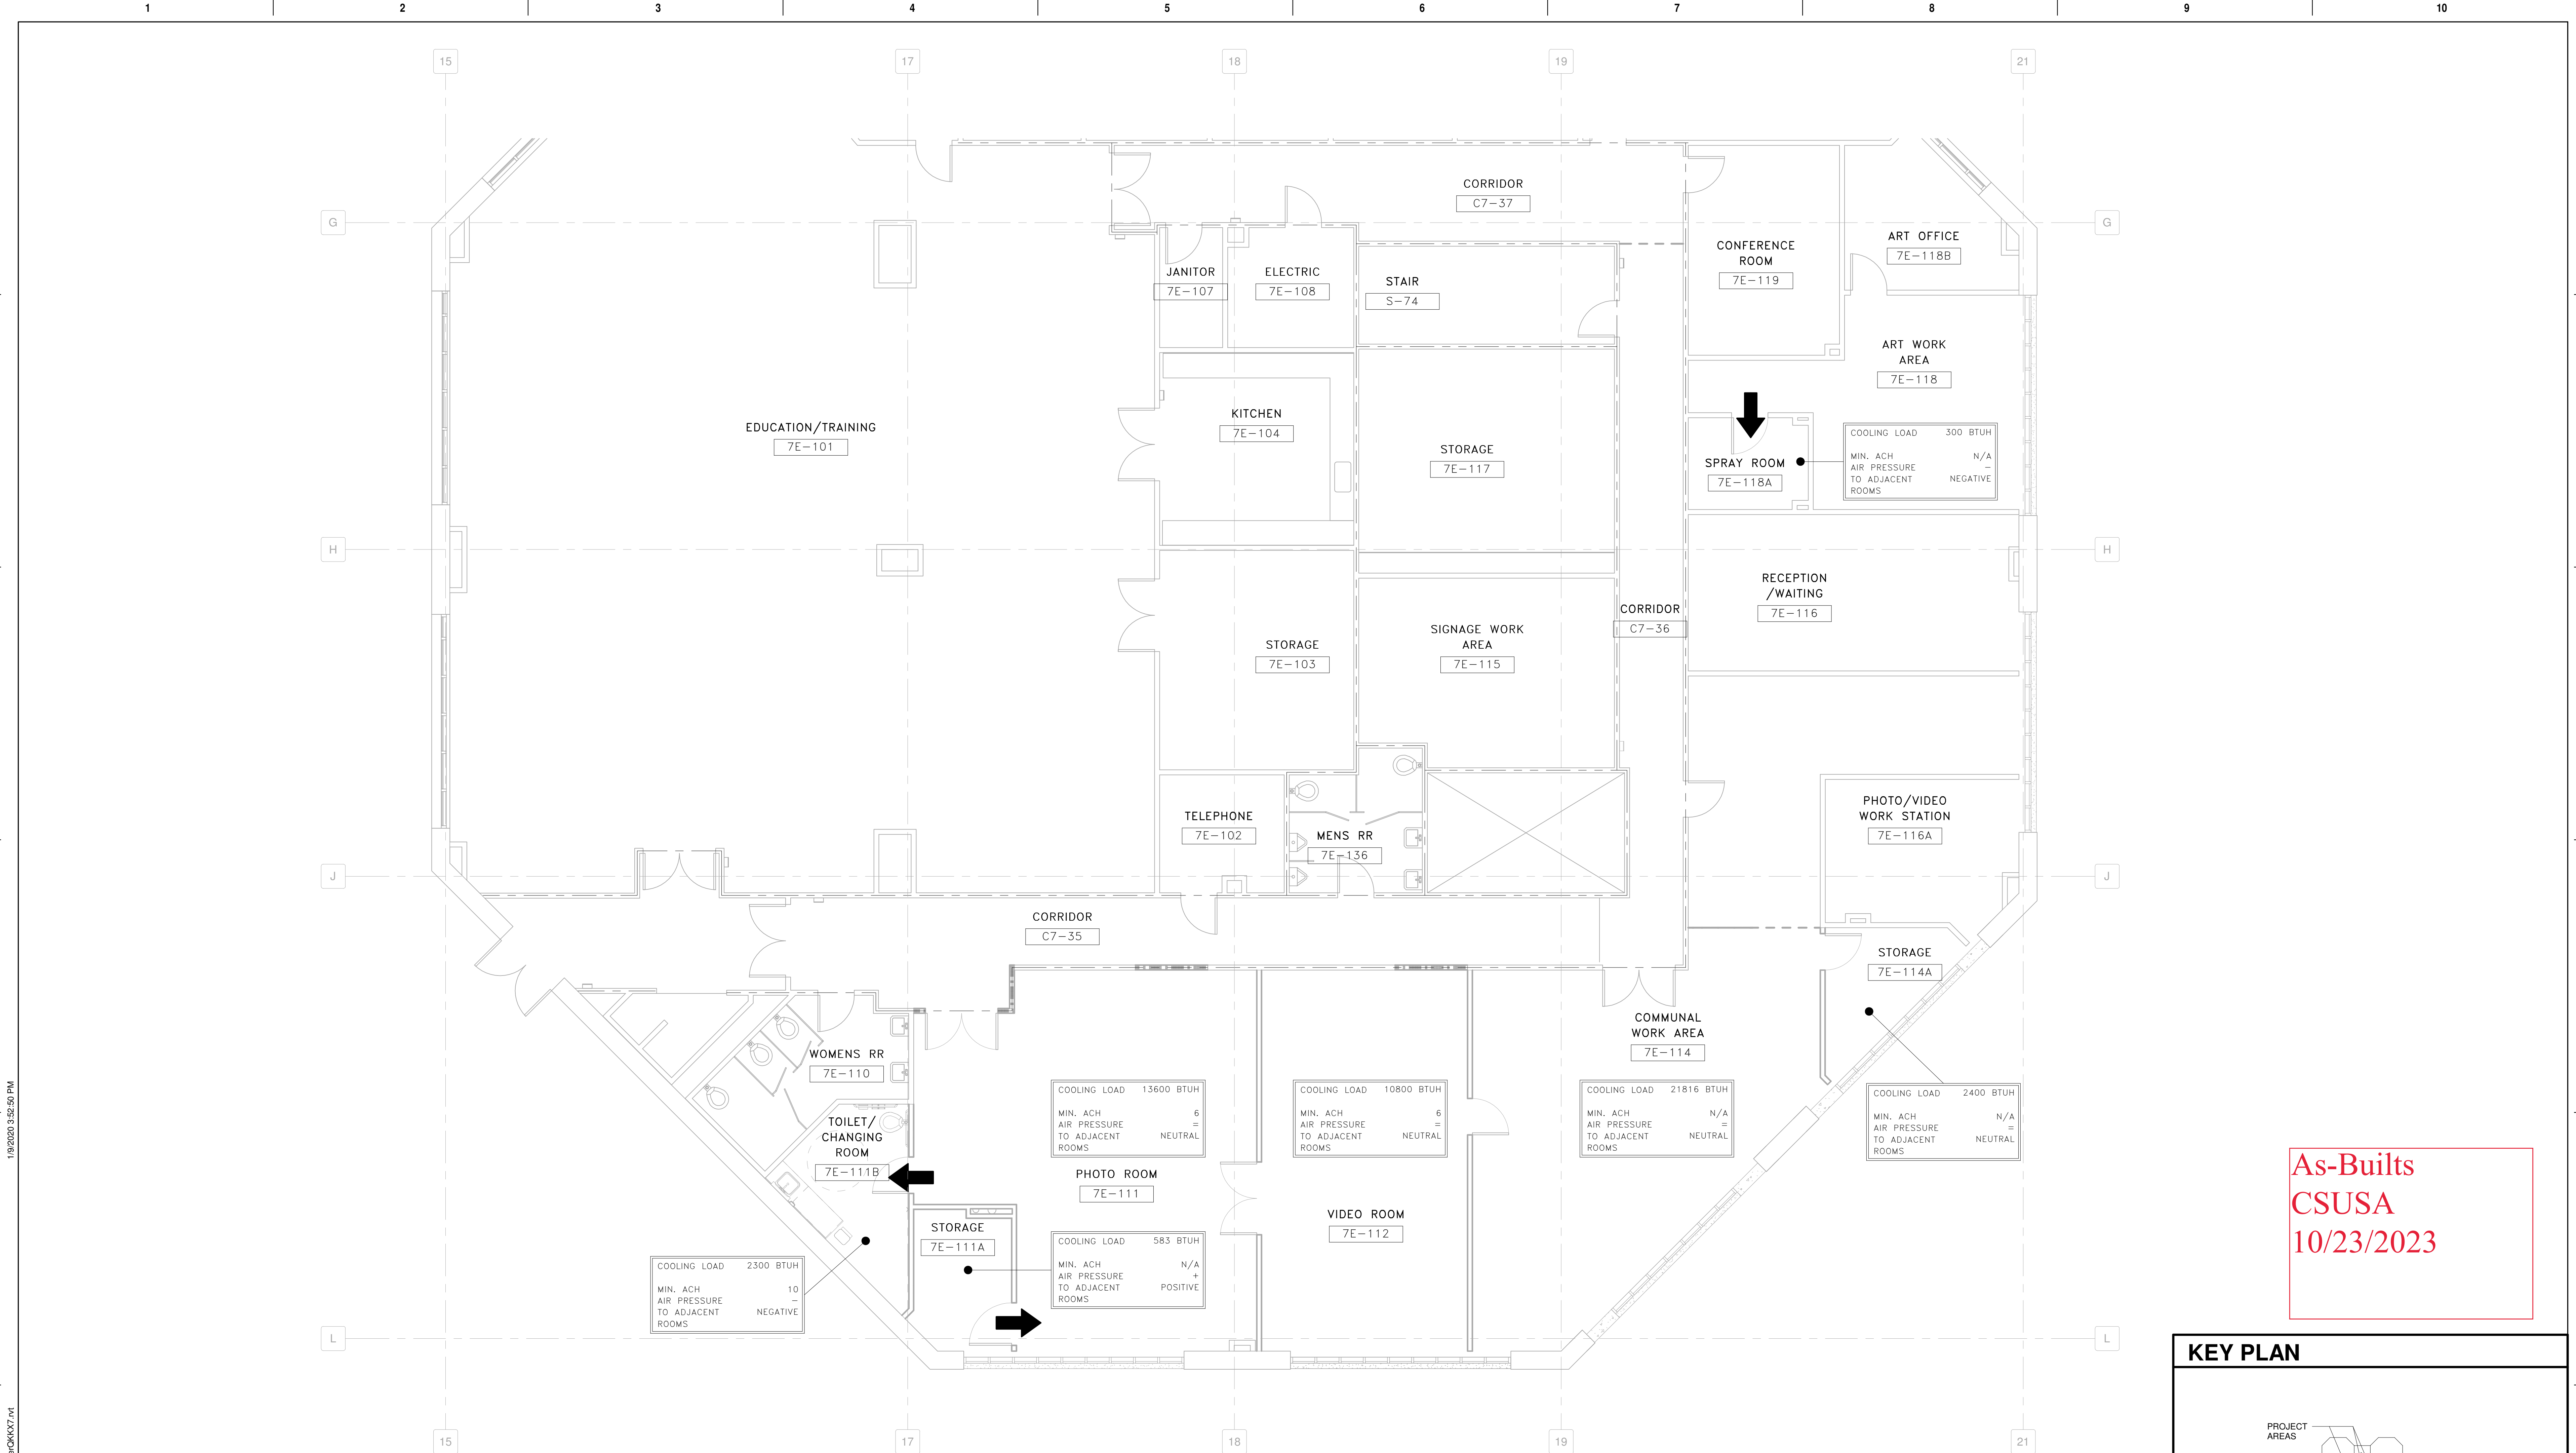 1 2 3 4 5 6 7 8 9 10
15 17 18 19 21
CORRIDOR
C7-37
G
G
CONFERENCE
ROOM
7E-119
ART OFFICE
7E-118B
JANITOR
7E-107
ELECTRIC
7E-108
STAIR
S-74
ART WORK
AREA
7E-118
EDUCATION/TRAINING
7E-101
KITCHEN
7E-104
STORAGE
7E-117
SPRAY ROOM
7E-118A
COOLING LOAD 300 BTUH
MIN. ACH N/A
AIR PRESSURE −
TO ADJACENT NEGATIVE
ROOMS
H
H
RECEPTION
/WAITING
7E-116
CORRIDOR
C7-36
STORAGE
7E-103
SIGNAGE WORK
AREA
7E-115
TELEPHONE
7E-102
MENS RR
7E-136
PHOTO/VIDEO
WORK STATION
7E-116A
J
J
CORRIDOR
C7-35
STORAGE
7E-114A
WOMENS RR
7E-110
COMMUNAL
WORK AREA
7E-114
COOLING LOAD 13600 BTUH
MIN. ACH 6
AIR PRESSURE =
TO ADJACENT NEUTRAL
ROOMS
COOLING LOAD 10800 BTUH
MIN. ACH 6
AIR PRESSURE =
TO ADJACENT NEUTRAL
ROOMS
COOLING LOAD 21816 BTUH
MIN. ACH N/A
AIR PRESSURE =
TO ADJACENT NEUTRAL
ROOMS
COOLING LOAD 2400 BTUH
MIN. ACH N/A
AIR PRESSURE =
TO ADJACENT NEUTRAL
ROOMS
TOILET/
CHANGING
ROOM
7E-111B
PHOTO ROOM
7E-111
VIDEO ROOM
7E-112
STORAGE
7E-111A
COOLING LOAD 583 BTUH
MIN. ACH N/A
AIR PRESSURE +
TO ADJACENT POSITIVE
ROOMS
COOLING LOAD 2300 BTUH
MIN. ACH 10
AIR PRESSURE −
TO ADJACENT NEGATIVE
ROOMS
L
L
15 17 18 19 21
As-Builts
CSUSA
10/23/2023
KEY PLAN
PROJECT
AREAS
1/9/2020 3:52:50 PM